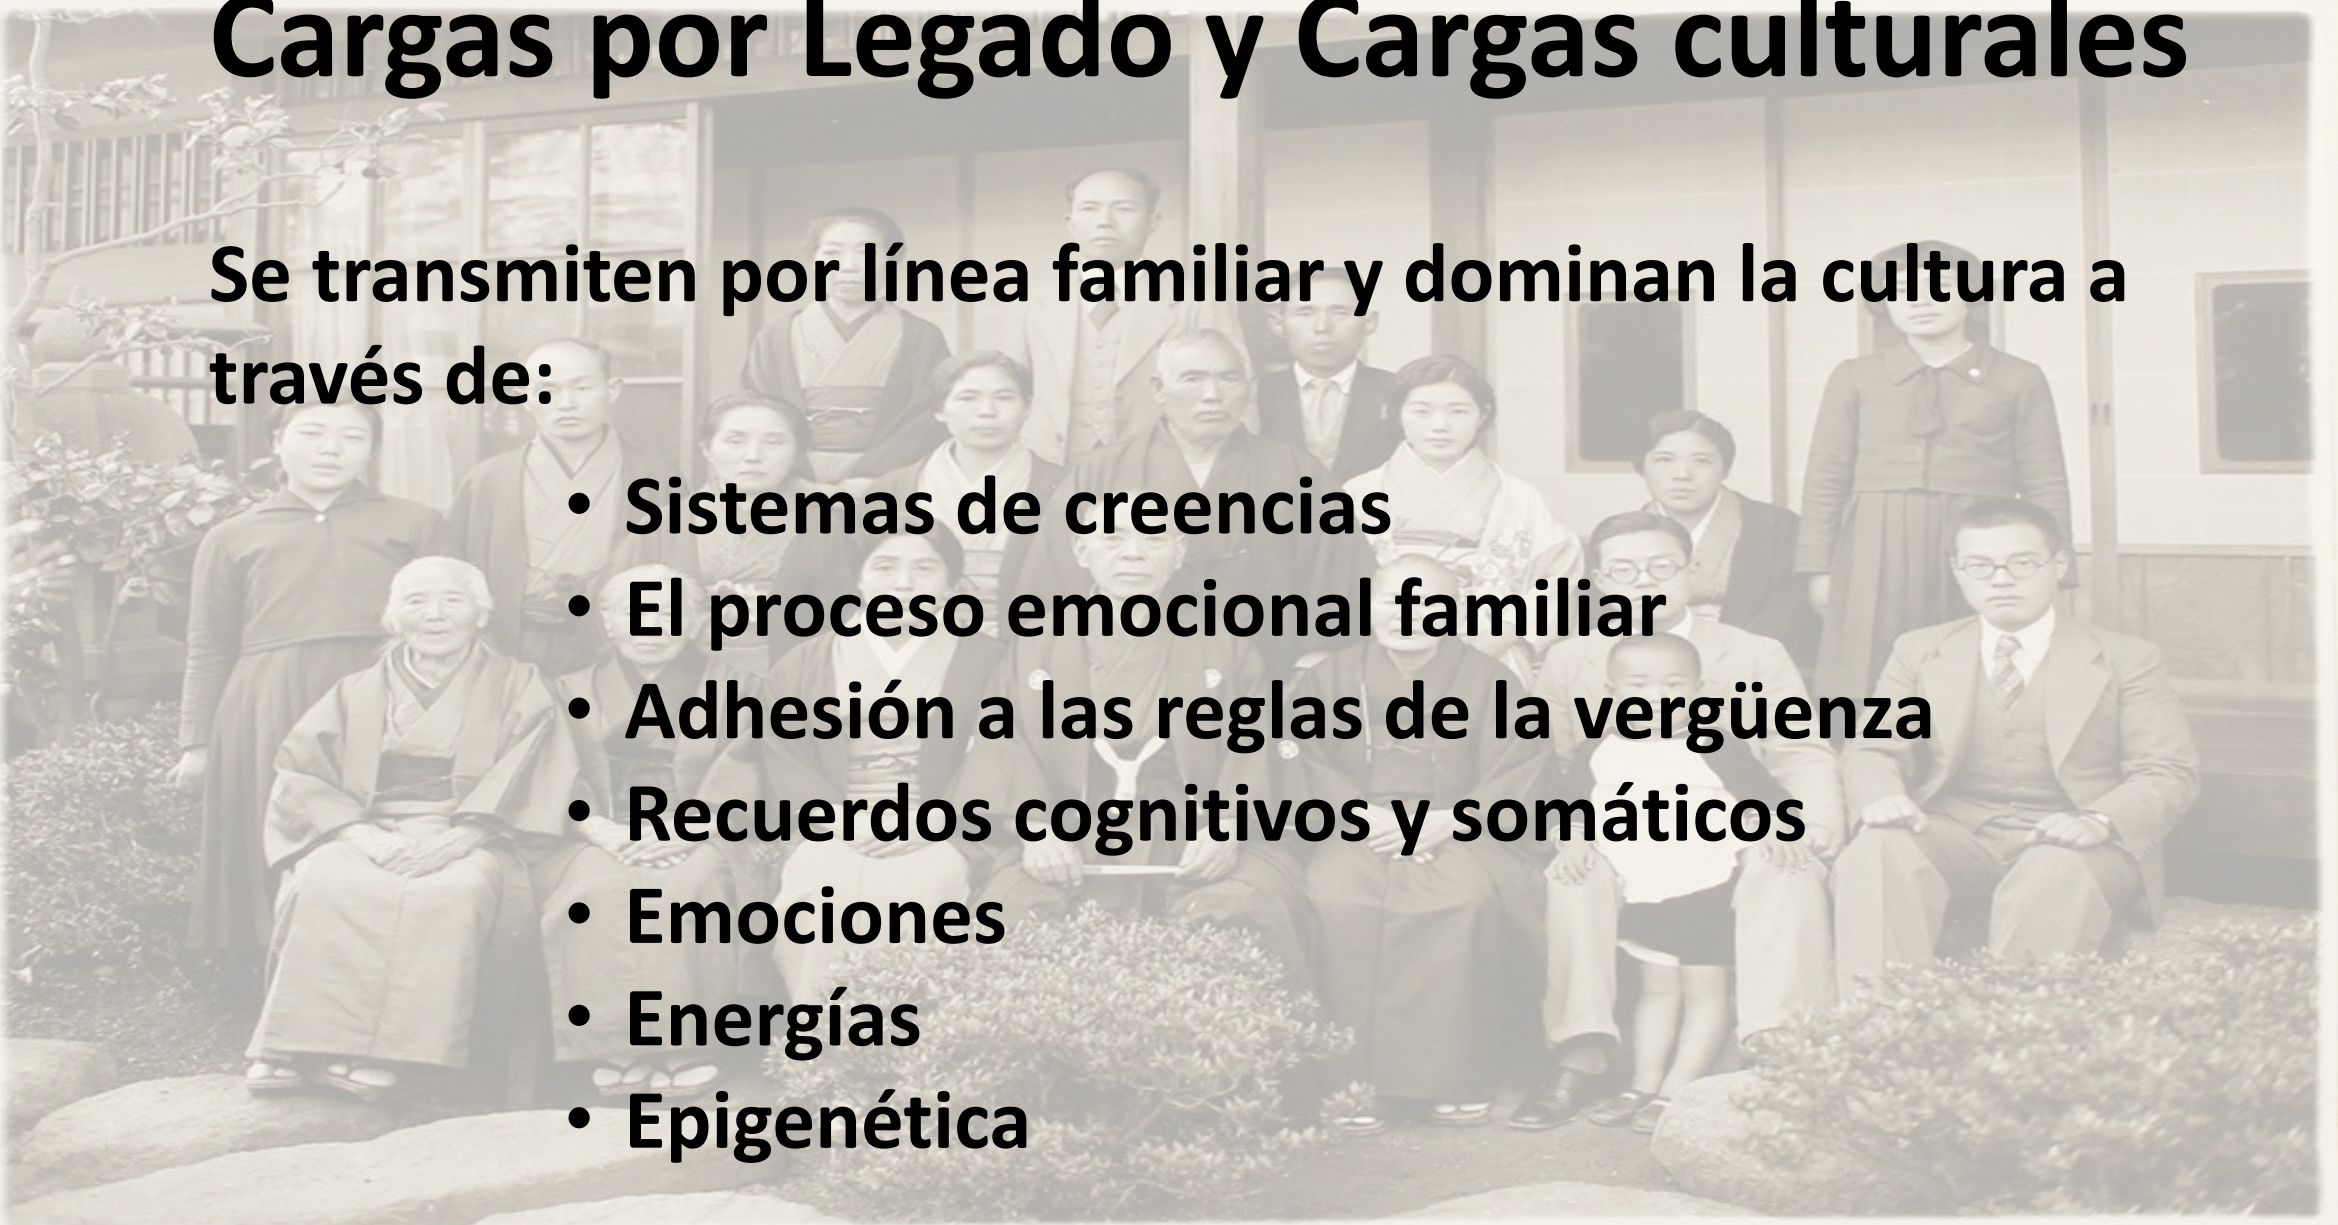 Cargas por Legado y Cargas culturales
Se transmiten por línea familiar y dominan la cultura a
través de:
• Sistemas de creencias
• El proceso emocional familiar
• Adhesión a las reglas de la vergüenza
• Recuerdos cognitivos y somáticos
• Emociones
• Energías
• Epigenética